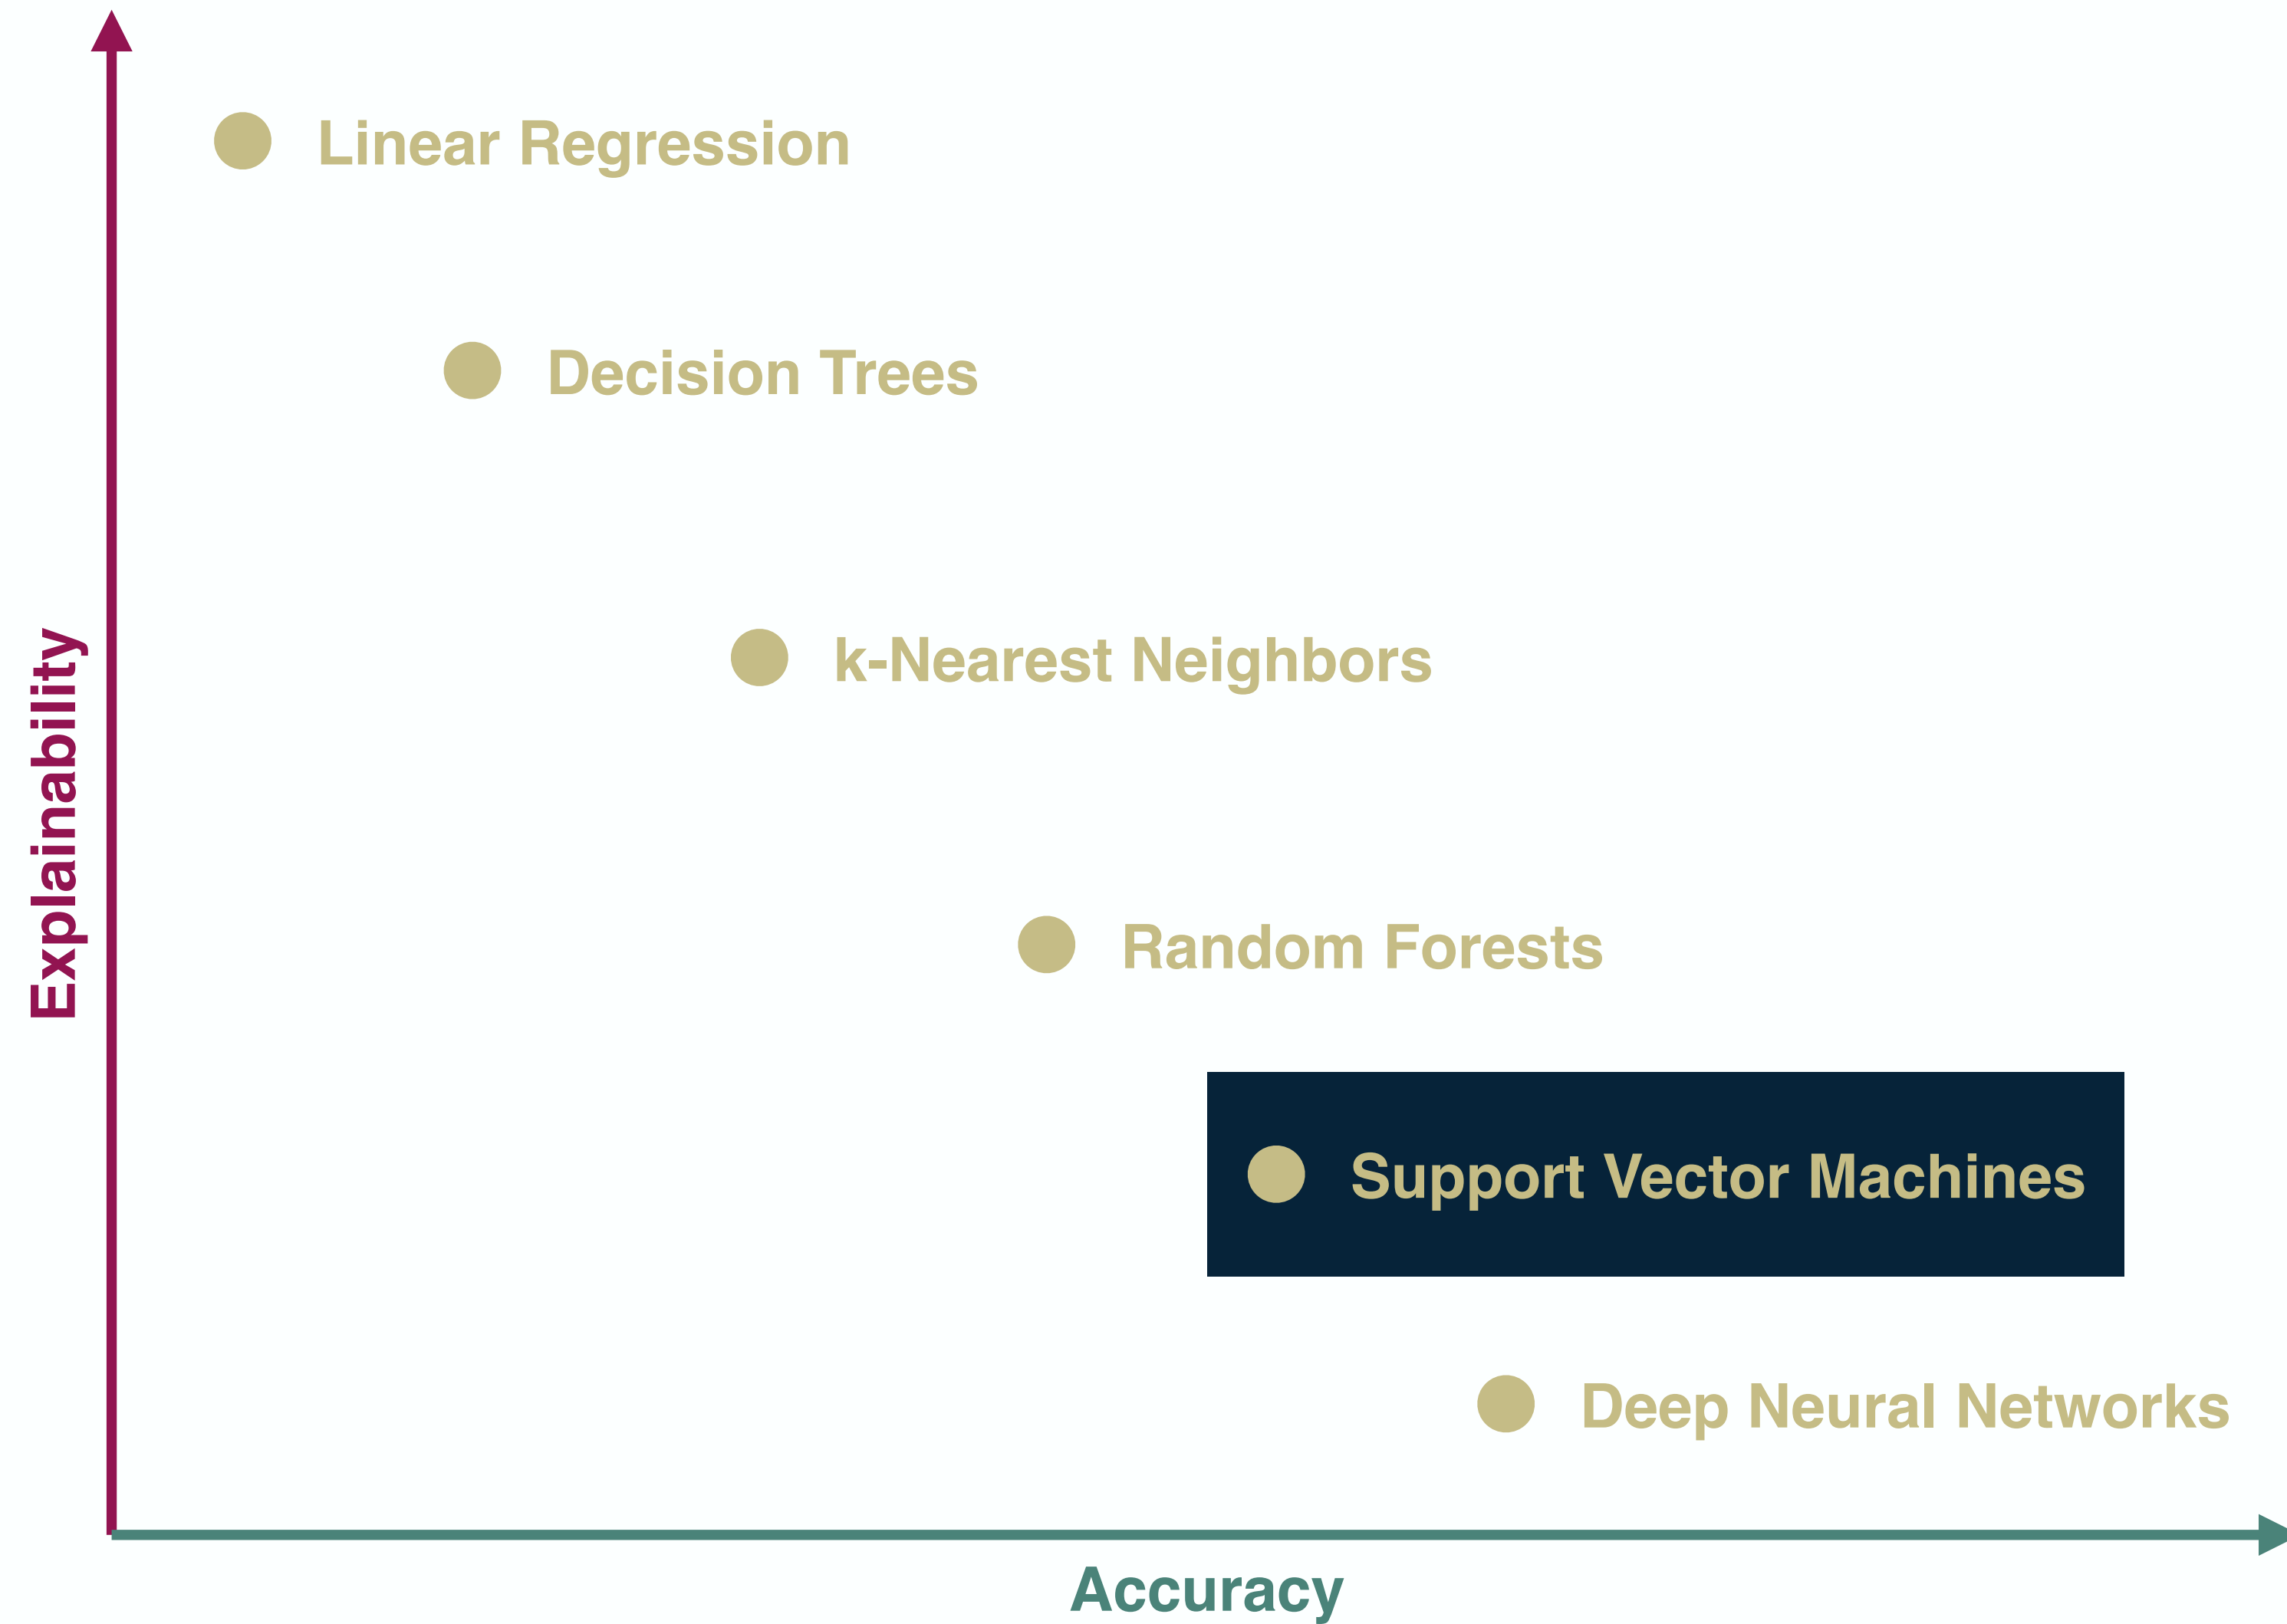 Linear Regression
Decision Trees
k-Nearest Neighbors
Random Forests
Support Vector Machines
Deep Neural Networks
Explainability
Accuracy